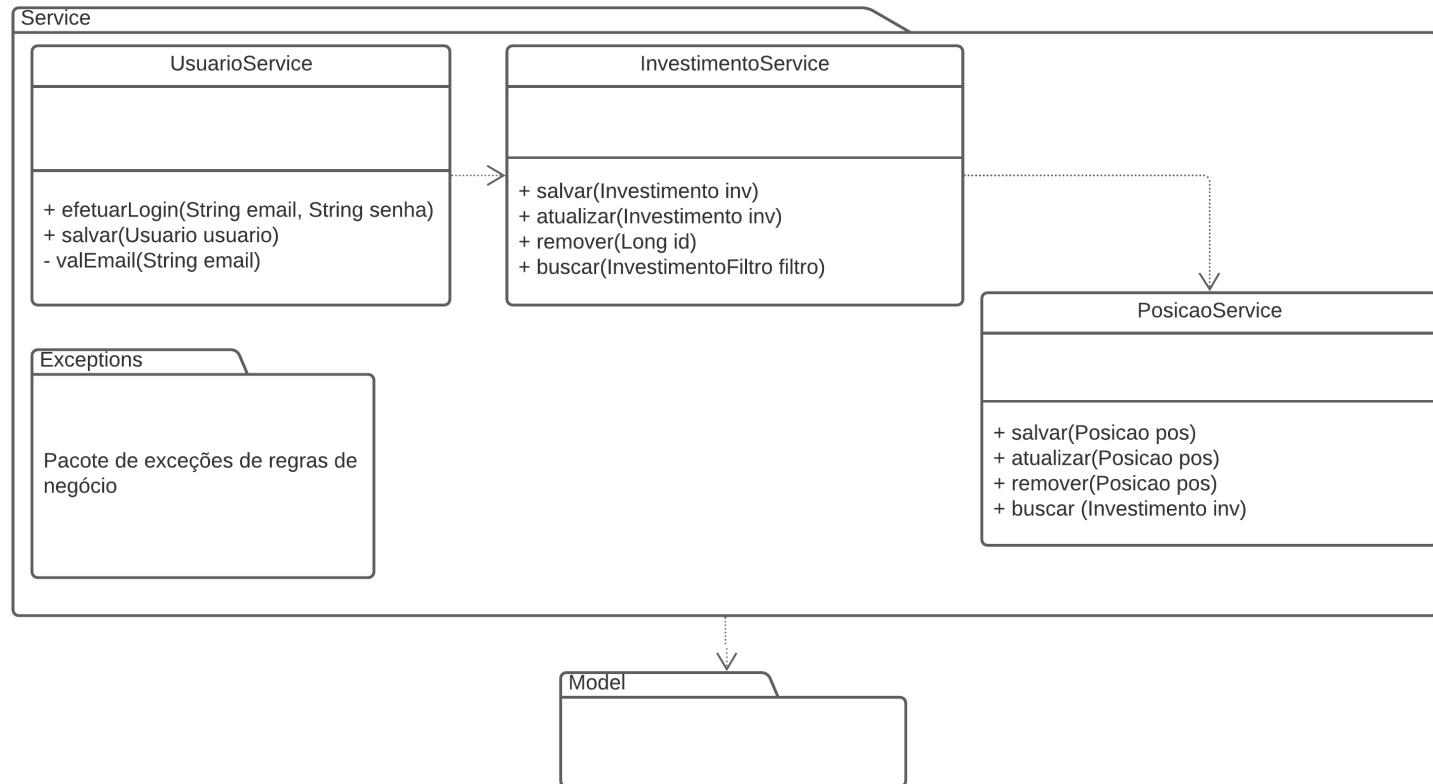 Service
UsuarioService
+ efetuarLogin(String email, String senha)
+ salvar(Usuario usuario)
- valEmail(String email)
InvestimentoService
+ salvar(Investimento inv)
+ atualizar(Investimento inv)
+ remover(Long id)
+ buscar(InvestimentoFiltro filtro)
PosicaoService
+ salvar(Posicao pos)
+ atualizar(Posicao pos)
+ remover(Posicao pos)
+ buscar (Investimento inv)
Exceptions
Pacote de exceções de regras de
negócio
Model